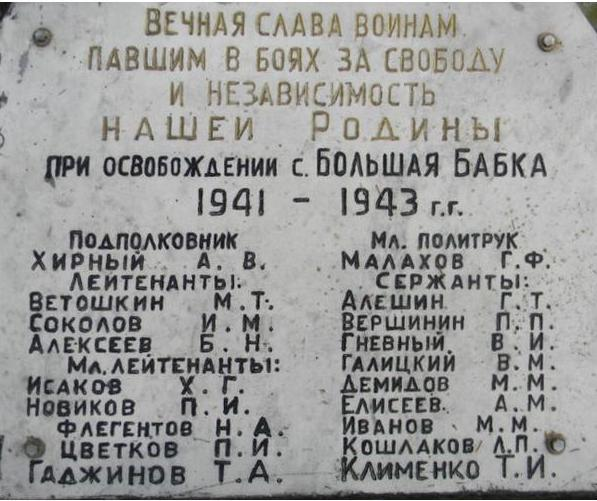 ВЕЧНАЯ СЛАВА ВОИНАМ
ПАВШИМ В БОЯХ ЗА СВОБОДУ
И НЕЗАВИСИМОСТЬ
НАШЕЙ РОДИНЫ
ПРИ ОСВОБОЖДЕНИИ с. БОЛЬШАЯ БАБКА
1941 - 1943 г.г.
ПОДПОЛКОВНИК
ХИРНЫЙ А. В.
ЛЕЙТЕНАНТЫ:
ВЕТОШКИН М.Т.
СОКОЛОВ И.М.
АЛЕКСЕЕВ Б.Н.
МЛ.ЛЕЙТЕНАНТЫ:
ИСАКОВ Х.Г.
НОВИКОВ П.И.
ФЛЕГЕНТОВ Н.А.
ЦВЕТКОВ П.И.
ГАДЖИНОВ Т.А.
МЛ. ПОЛИТРУК
МАЛАХОВ Г.Ф.
СЕРЖАНТЫ:
АЛЕШИН Г.Т.
ВЕРШИНИН П.П.
ГНЕВНЫЙ В.И.
ГАЛИЦКИЙ В.М.
ДЕМИДОВ М.М.
ЕЛИСЕЕВ А.М.
ИВАНОВ М.М.
КОШЛАКОВ Л.П.
КЛИМЕНКО Т.И.